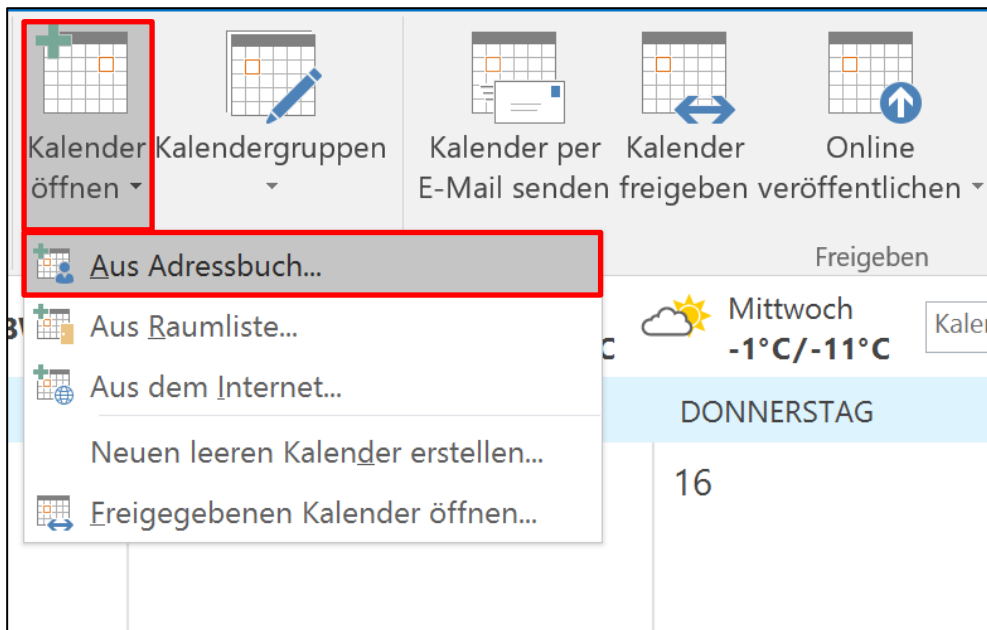 Kalender
öffnen
Kalendergruppen
Kalender per
E-Mail senden
Kalender
freigeben
Online
veröffentlichen
Freigeben
Aus Adressbuch...
Aus Raumliste...
Aus dem Internet...
Neuen leeren Kalender erstellen...
Freigegebenen Kalender öffnen...
C
Mittwoch
-1°C/-11°C
DONNERSTAG
16